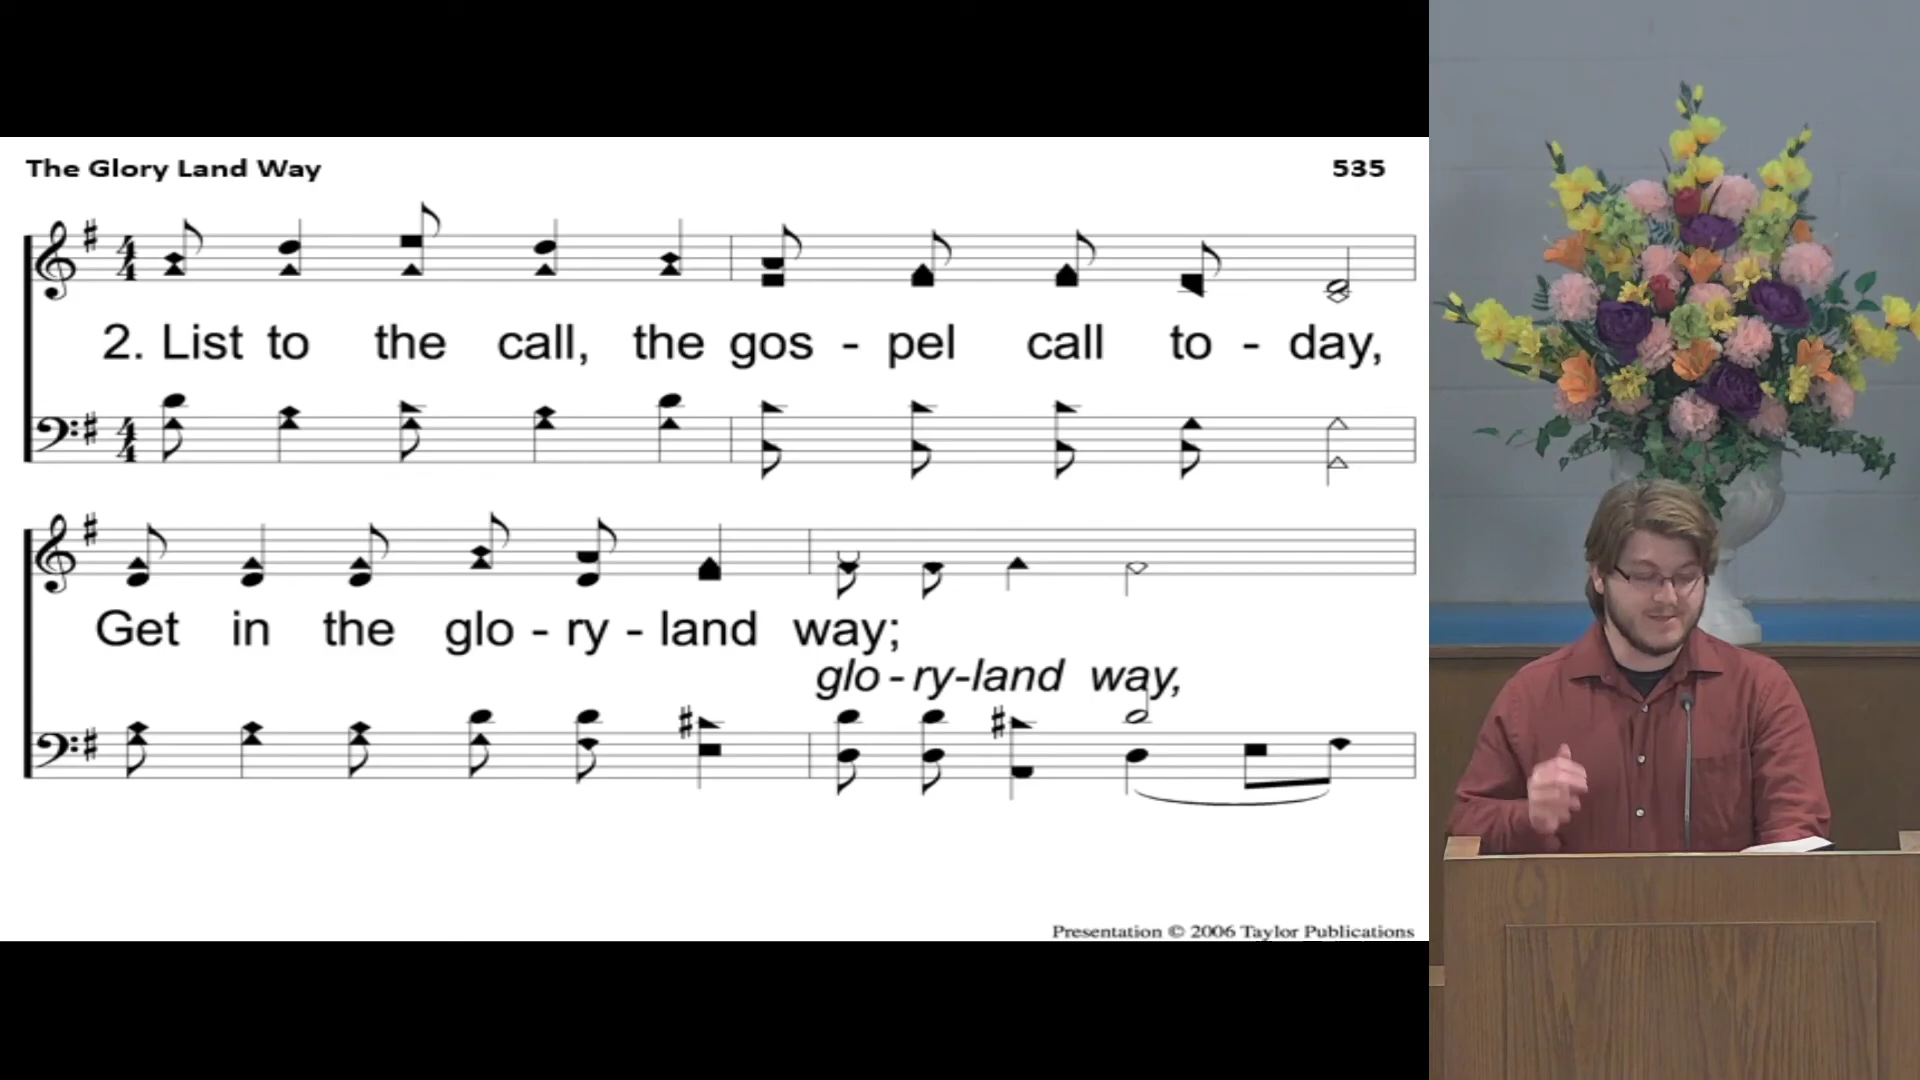 The Glory Land Way 535
2. List to the call, the gos - pel call to - day,
Get in the glo - ry - land way;
glo - ry-land way,
Presentation © 2006 Taylor Publications